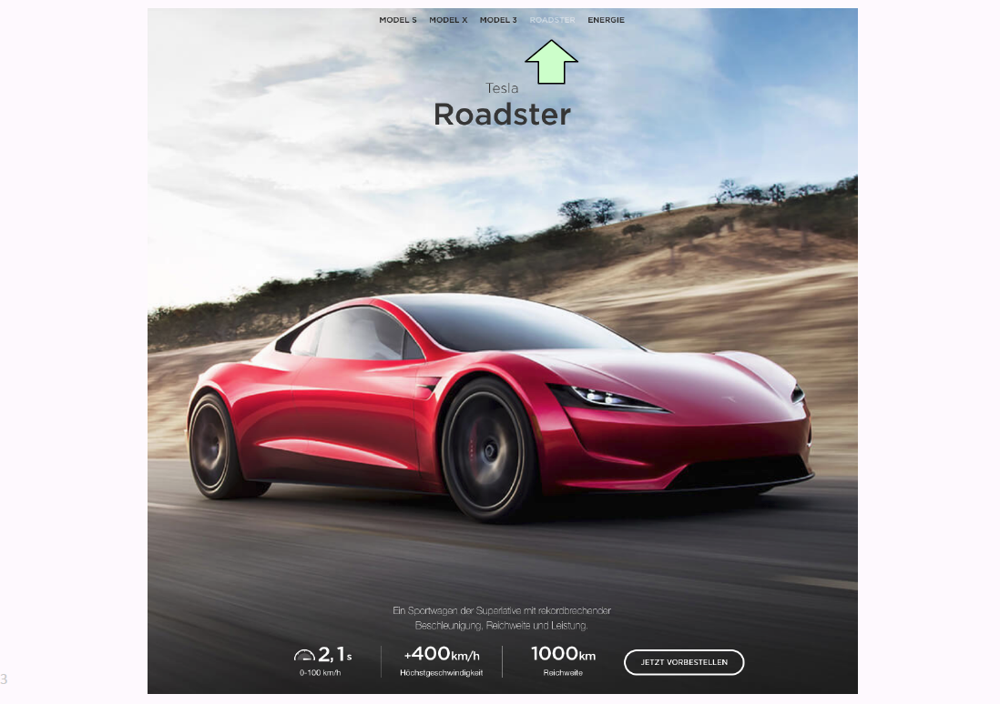 MODEL S MODEL X MODEL 3 ROADSTER ENERGIE
Tesla
Roadster
Ein Sportwagen der Superlative mit rekordbrechender
Beschleunigung, Reichweite und Leistung.
2,1 s +400km/h 1000km JETZT VORBESTELLEN
0-100 km/h Höchstgeschwindigkeit Reichweite
3